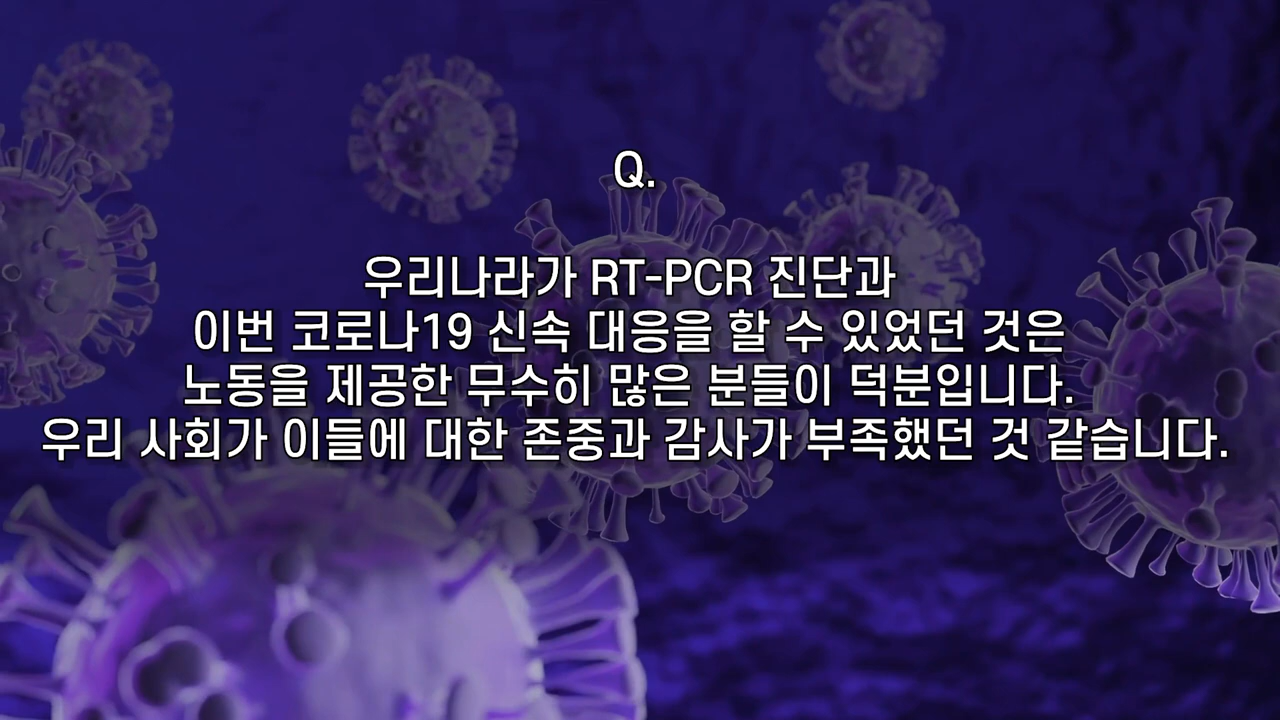 Q.
우리나라가 RT-PCR 진단과
이번 코로나19 신속 대응을 할 수 있었던 것은
노동을 제공한 무수히 많은 분들이 덕분입니다.
우리 사회가 이들에 대한 존중과 감사가 부족했던 것 같습니다.